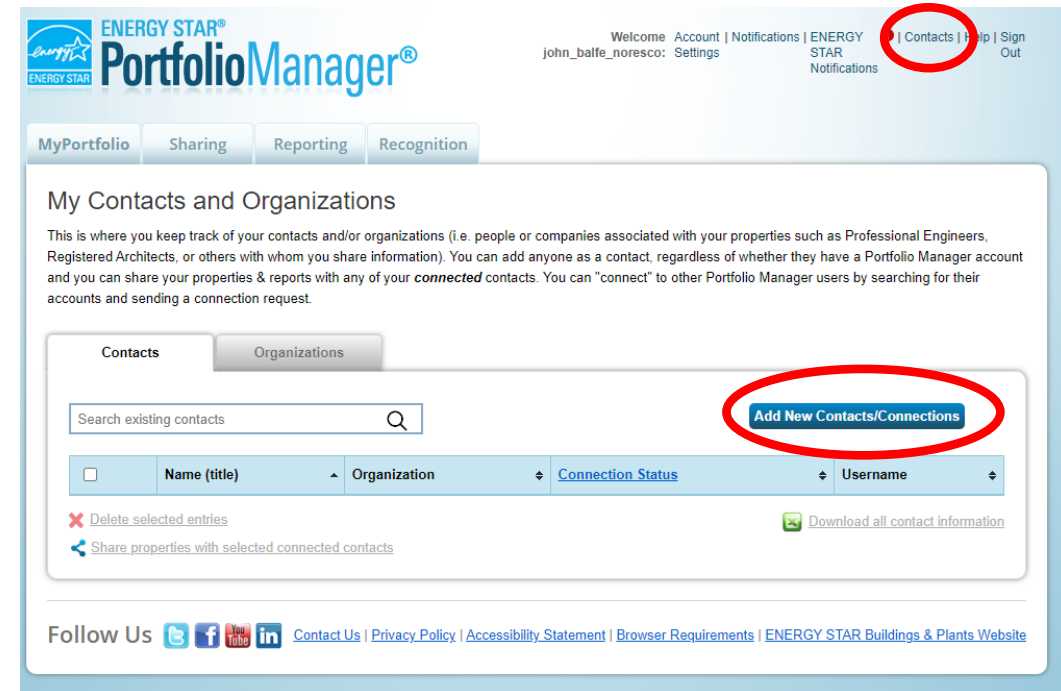 ENERGY STAR®
PortfolioManager®
energy
ENERGY STAR
Welcome
john_balfe_noresco:
Account
Settings
| Notifications |
ENERGY
STAR
Notifications
| Contacts |
Help |
Sign
Out
MyPortfolio
Sharing
Reporting
Recognition
My Contacts and Organizations
This is where you keep track of your contacts and/or organizations (i.e. people or companies associated with your properties such as Professional Engineers,
Registered Architects, or others with whom you share information). You can add anyone as a contact, regardless of whether they have a Portfolio Manager account
and you can share your properties & reports with any of your connected contacts. You can "connect" to other Portfolio Manager users by searching for their
accounts and sending a connection request.
Contacts
Organizations
Search existing contacts
Add New Contacts/Connections
Name (title)
Organization
Connection Status
Username
Delete selected entries
Download all contact information
Share properties with selected connected contacts
Follow Us
You
Tube
in
Contact Us | Privacy Policy | Accessibility Statement | Browser Requirements | ENERGY STAR Buildings & Plants Website